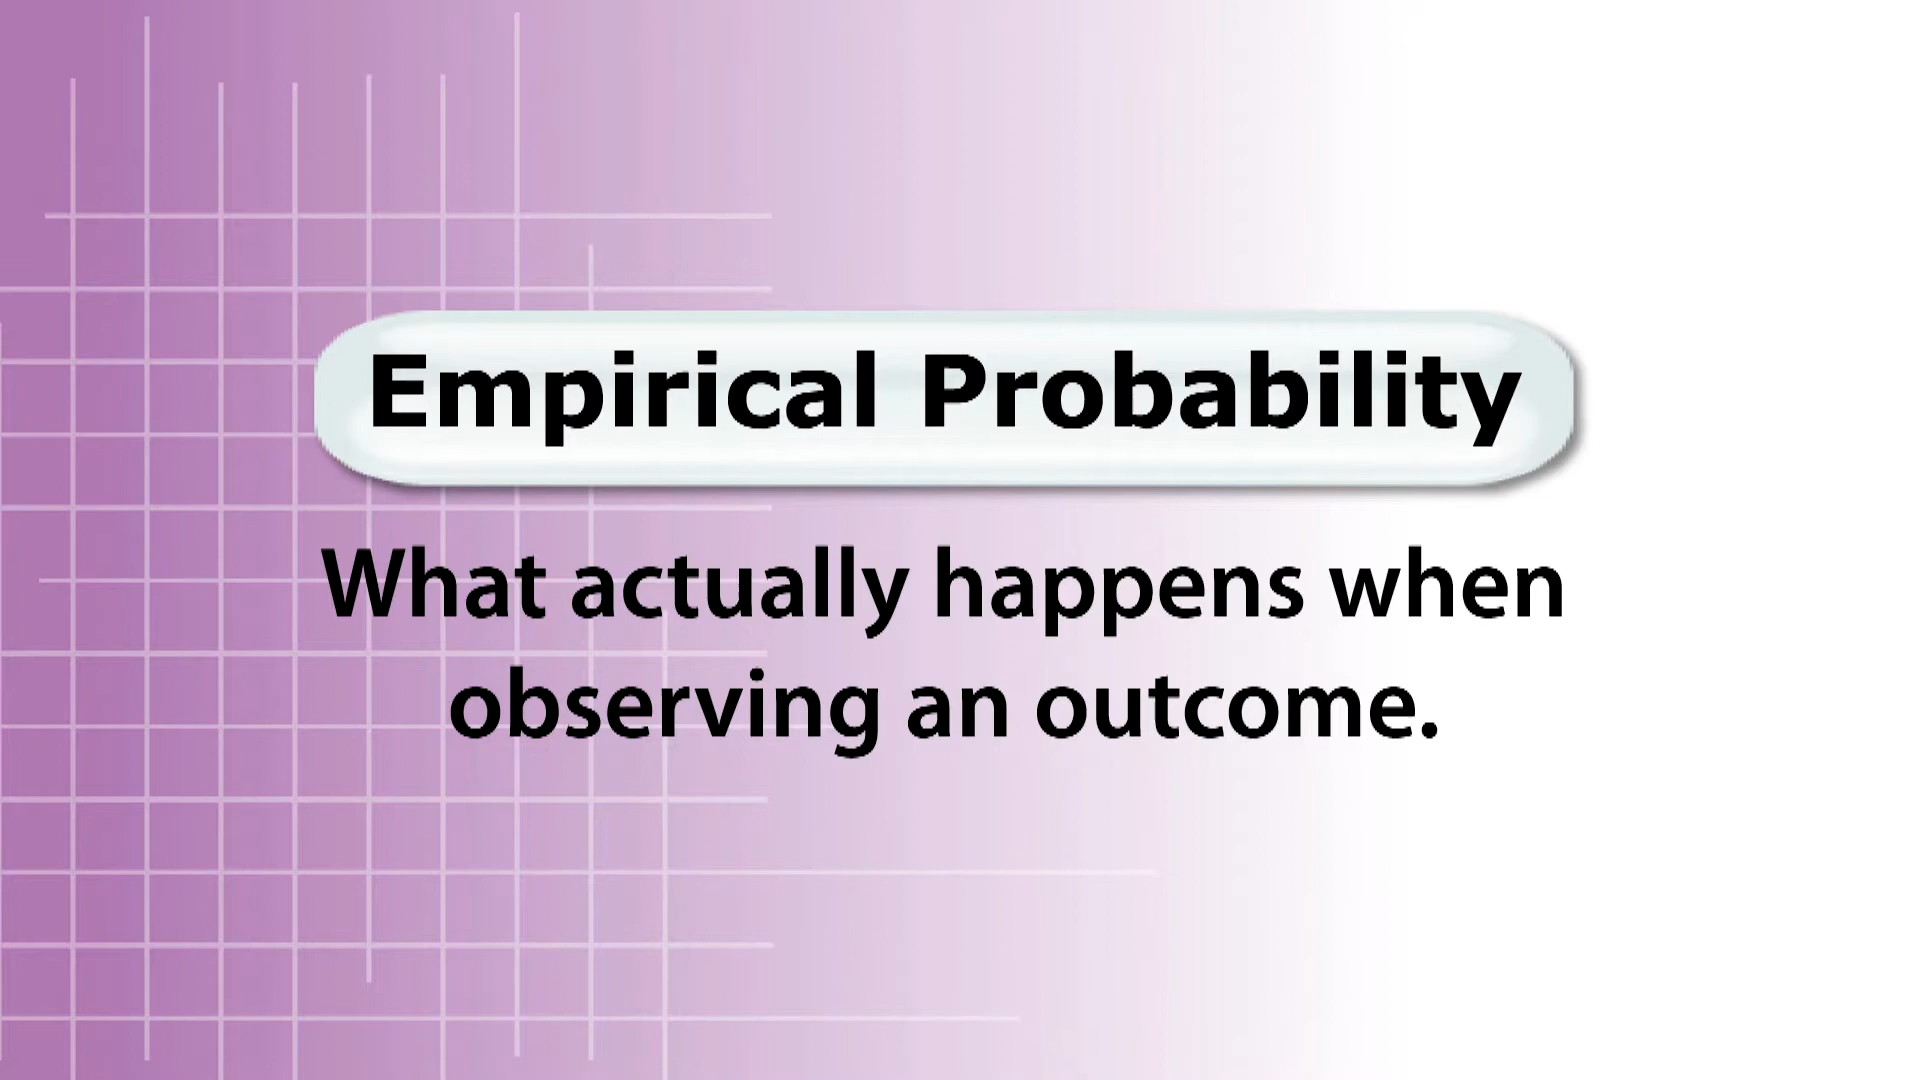 Empirical Probability
What actually happens when
observing an outcome.